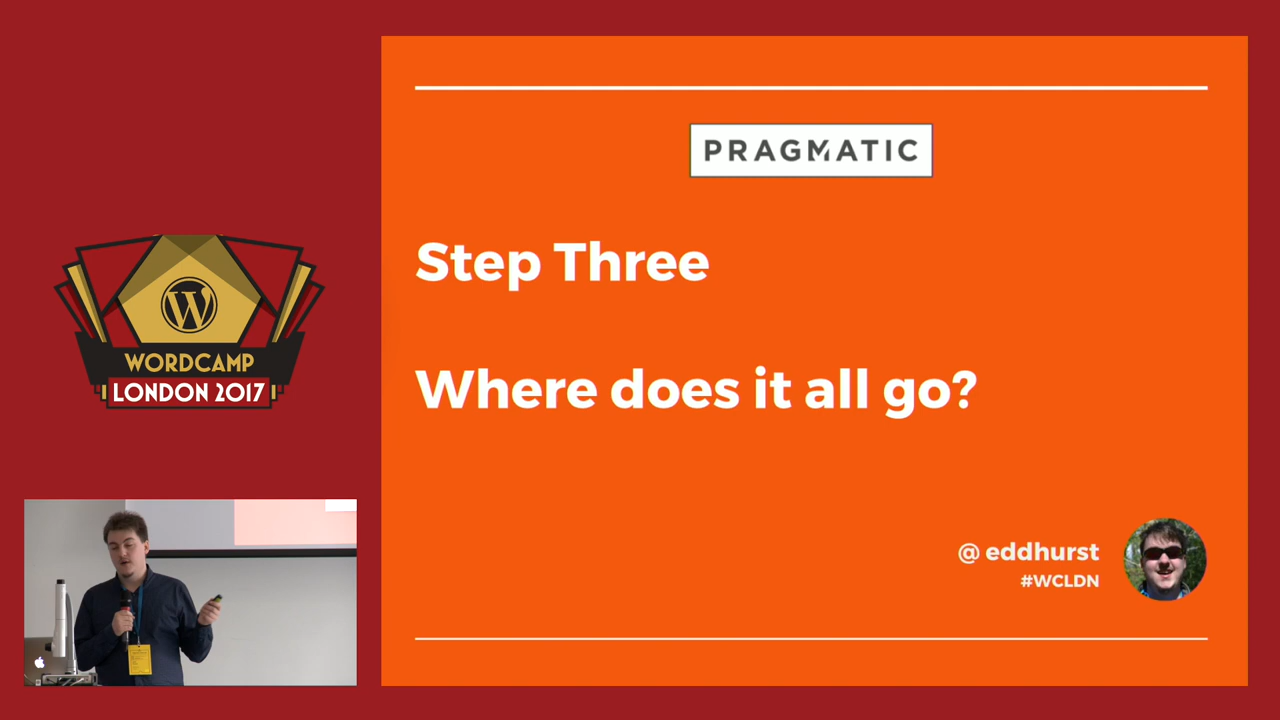 PRAGMATIC
Step Three
Where does it all go?
@ eddhurst
#WCLDN
WORDCAMP
LONDON 2017